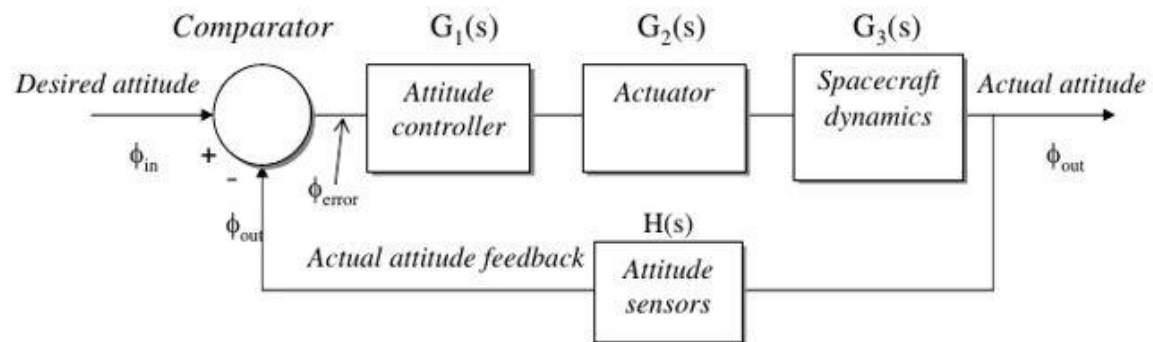 Comparator
G₁(s)
G₂(s)
G₃(s)
Desired attitude
Attitude
controller
Actuator
Spacecraft
dynamics
Actual attitude
ϕin
+
-
ϕerror
ϕout
ϕout
H(s)
Actual attitude feedback
Attitude
sensors